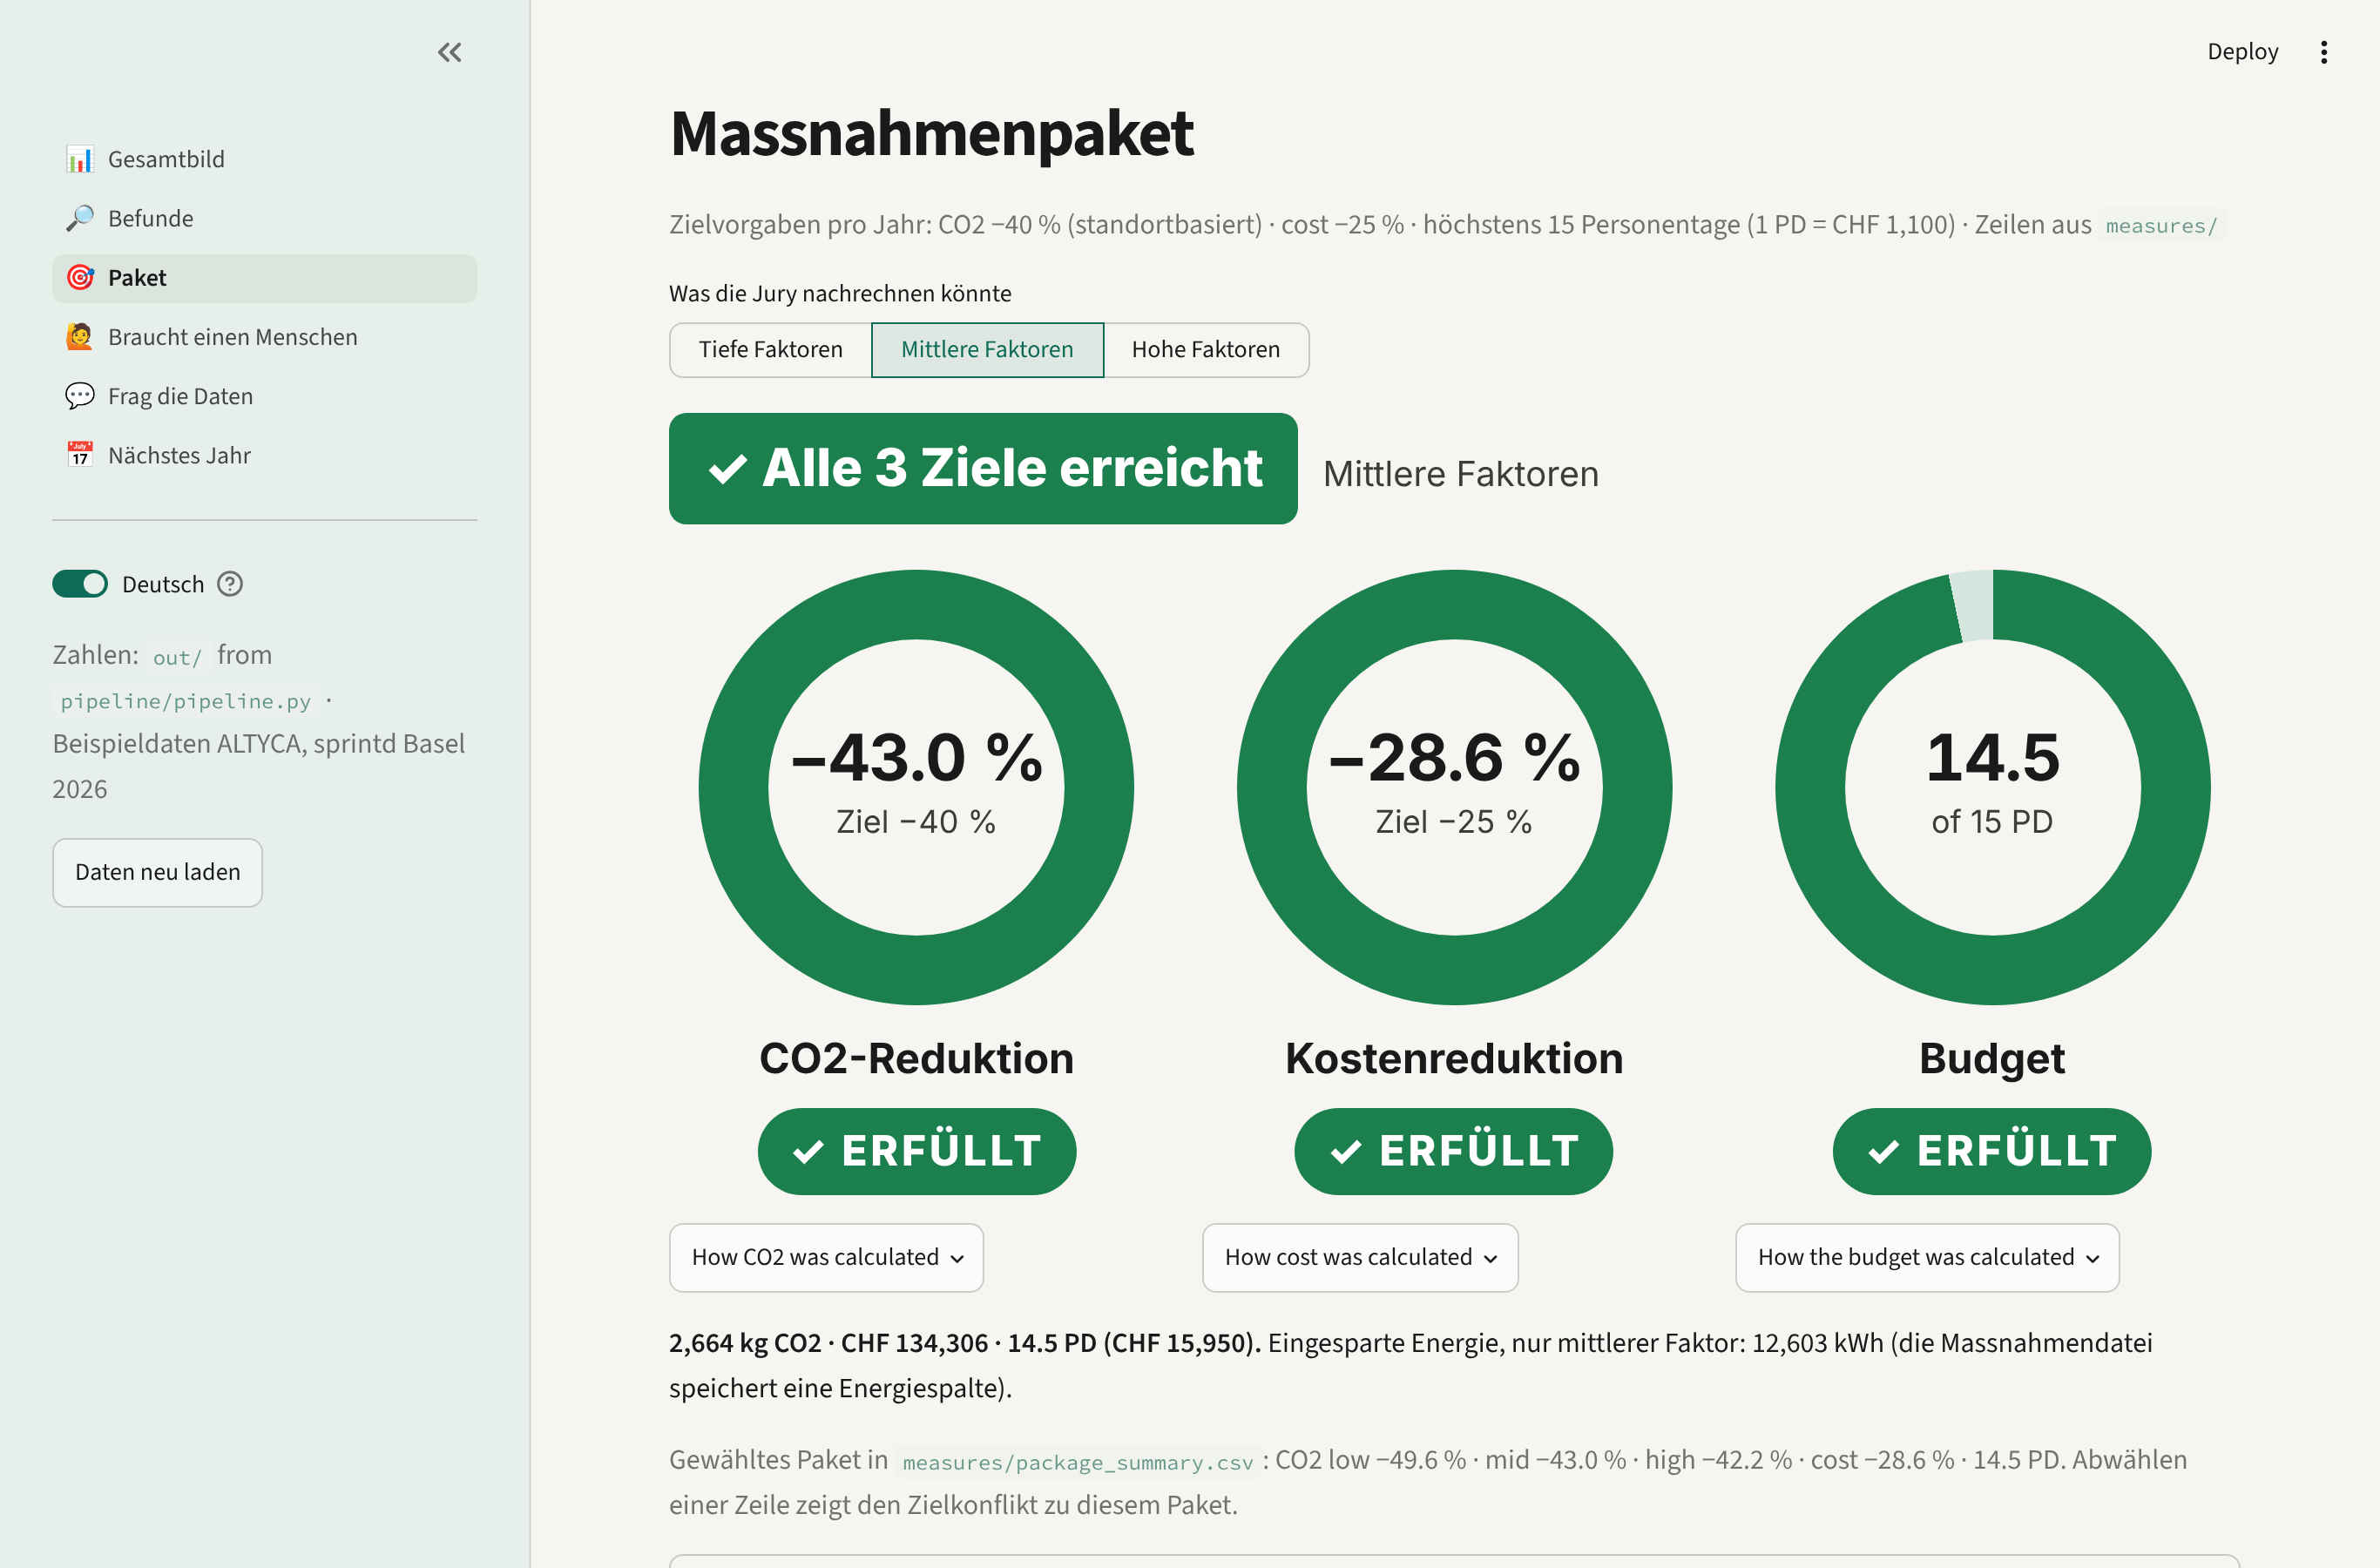 Deploy
Gesamtbild
Befunde
Paket
Braucht einen Menschen
Frag die Daten
Nächstes Jahr
Deutsch
Zahlen: out/ from
pipeline/pipeline.py ·
Beispieldaten ALTYCA, sprintd Basel
2026
Daten neu laden
Massnahmenpaket
Zielvorgaben pro Jahr: CO2 −40 % (standortbasiert) · cost −25 % · höchstens 15 Personentage (1 PD = CHF 1,100) · Zeilen aus measures/
Was die Jury nachrechnen könnte
Tiefe Faktoren
Mittlere Faktoren
Hohe Faktoren
✓ Alle 3 Ziele erreicht
Mittlere Faktoren
−43.0 %
Ziel −40 %
−28.6 %
Ziel −25 %
14.5
of 15 PD
CO2-Reduktion
Kostenreduktion
Budget
✓ ERFÜLLT
✓ ERFÜLLT
✓ ERFÜLLT
How CO2 was calculated
How cost was calculated
How the budget was calculated
2,664 kg CO2 · CHF 134,306 · 14.5 PD (CHF 15,950). Eingesparte Energie, nur mittlerer Faktor: 12,603 kWh (die Massnahmendatei
speichert eine Energiespalte).
Gewähltes Paket in measures/package_summary.csv : CO2 low −49.6 % · mid −43.0 % · high −42.2 % · cost −28.6 % · 14.5 PD. Abwählen
einer Zeile zeigt den Zielkonflikt zu diesem Paket.